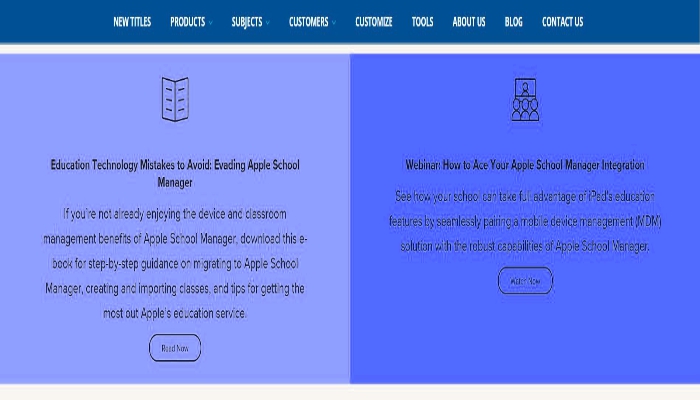 NEW TITLES PRODUCTS SUBJECTS CUSTOMERS CUSTOMIZE TOOLS ABOUT US BLOG CONTACT US
Education Technology Mistakes to Avoid: Evading Apple School
Manager
If you're not already enjoying the device and classroom
management benefits of Apple School Manager, download this e-
book for step-by-step guidance on migrating to Apple School
Manager, creating and importing classes, and tips for getting the
most out Apple's education service.
Read Now
Webinar: How to Ace Your Apple School Manager Integration
See how your school can take full advantage of iPad's education
features by seamlessly pairing a mobile device management (MDM)
solution with the robust capabilities of Apple School Manager.
Watch Now